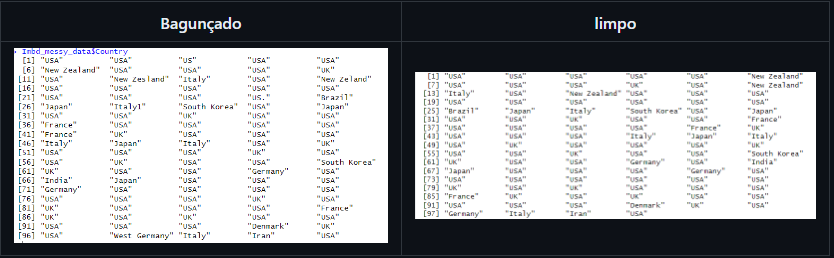 Bagunçado
> Imbd_messy_data$Country
[1] "USA" "USA" "US" "USA" "USA"
[6] "New Zealand" "USA" "USA" "USA" "UK"
[11] "USA" "New Zesland" "Italy" "USA" "New Zeland"
[16] "USA" "USA" "USA" "USA" "USA"
[21] "USA" "USA" "USA" "US." "Brazil"
[26] "Japan" "Italy1" "South Korea" "USA" "Japan"
[31] "USA" "USA" "UK" "USA" "USA"
[36] "France" "USA" "USA" "USA" "USA"
[41] "France" "UK" "USA" "USA" "USA"
[46] "Italy" "Japan" "Italy" "USA" "UK"
[51] "USA" "USA" "USA" "UK" "USA"
[56] "USA" "UK" "USA" "USA" "South Korea"
[61] "UK" "USA" "USA" "Germany" "USA"
[66] "India" "Japan" "USA" "USA" "USA"
[71] "Germany" "USA" "USA" "USA" "USA"
[76] "USA" "USA" "USA" "UK" "USA"
[81] "UK" "USA" "USA" "USA" "France"
[86] "UK" "USA" "UK" "USA" "USA"
[91] "USA" "USA" "USA" "Denmark" "UK"
[96] "USA" "West Germany" "Italy" "Iran" "USA"
limpo
[1] "USA" "USA" "USA" "USA" "USA" "New Zealand"
[7] "USA" "USA" "USA" "UK" "USA" "New Zealand"
[13] "Italy" "USA" "New Zealand" "USA" "USA" "USA"
[19] "USA" "USA" "USA" "USA" "USA" "USA"
[25] "Brazil" "Japan" "Italy" "South Korea" "USA" "Japan"
[31] "USA" "USA" "UK" "USA" "USA" "France"
[37] "USA" "USA" "USA" "USA" "France" "UK"
[43] "USA" "USA" "USA" "Italy" "Japan" "Italy"
[49] "USA" "UK" "USA" "USA" "USA" "UK"
[55] "USA" "USA" "UK" "USA" "USA" "South Korea"
[61] "UK" "USA" "USA" "Germany" "USA" "India"
[67] "Japan" "USA" "USA" "USA" "Germany" "USA"
[73] "USA" "USA" "USA" "USA" "USA" "USA"
[79] "UK" "USA" "UK" "USA" "USA" "USA"
[85] "France" "UK" "USA" "UK" "USA" "USA"
[91] "USA" "USA" "USA" "Denmark" "UK" "USA"
[97] "Germany" "Italy" "Iran" "USA"